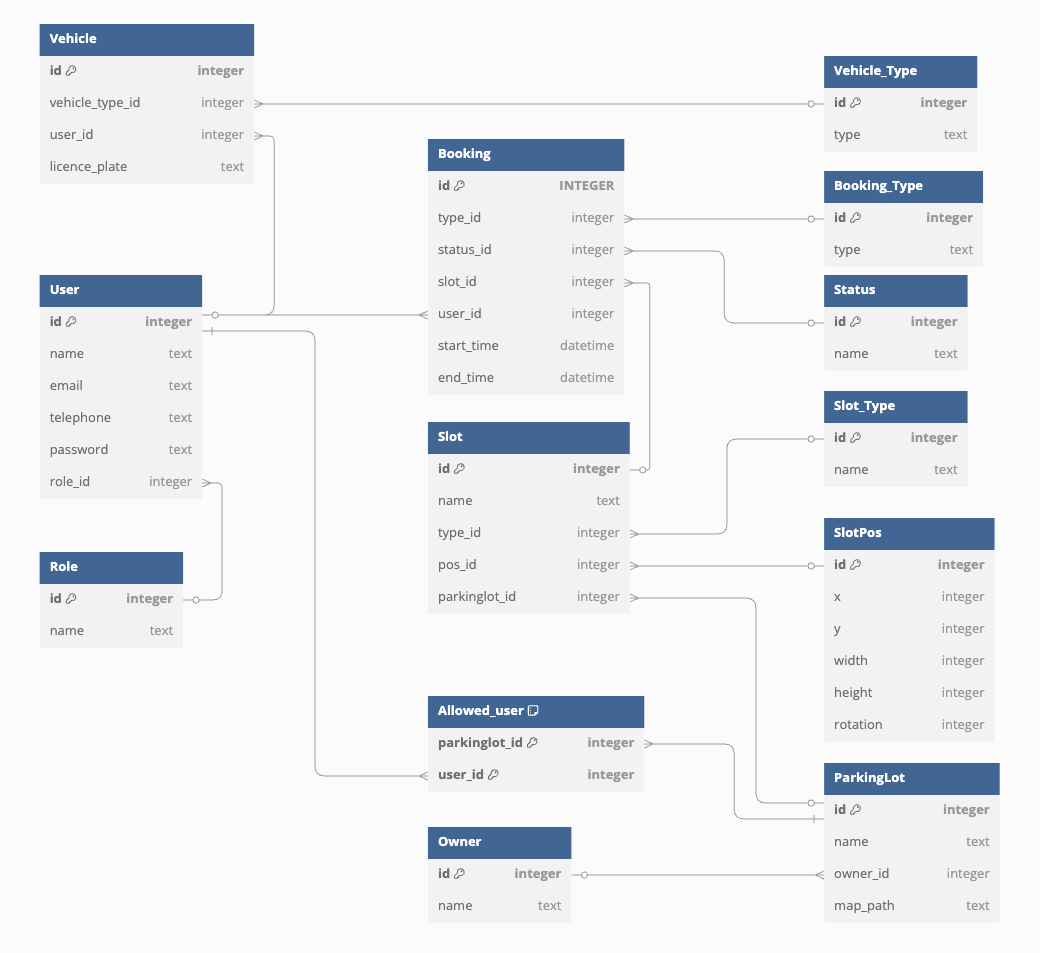 Vehicle
id integer
vehicle_type_id integer
user_id integer
licence_plate text
User
id integer
name text
email text
telephone text
password text
role_id integer
Role
id integer
name text
Booking
id INTEGER
type_id integer
status_id integer
slot_id integer
user_id integer
start_time datetime
end_time datetime
Slot
id integer
name text
type_id integer
pos_id integer
parkinglot_id integer
Allowed_user
parkinglot_id integer
user_id integer
Owner
id integer
name text
Vehicle_Type
id integer
type text
Booking_Type
id integer
type text
Status
id integer
name text
Slot_Type
id integer
name text
SlotPos
id integer
x integer
y integer
width integer
height integer
rotation integer
ParkingLot
id integer
name text
owner_id integer
map_path text